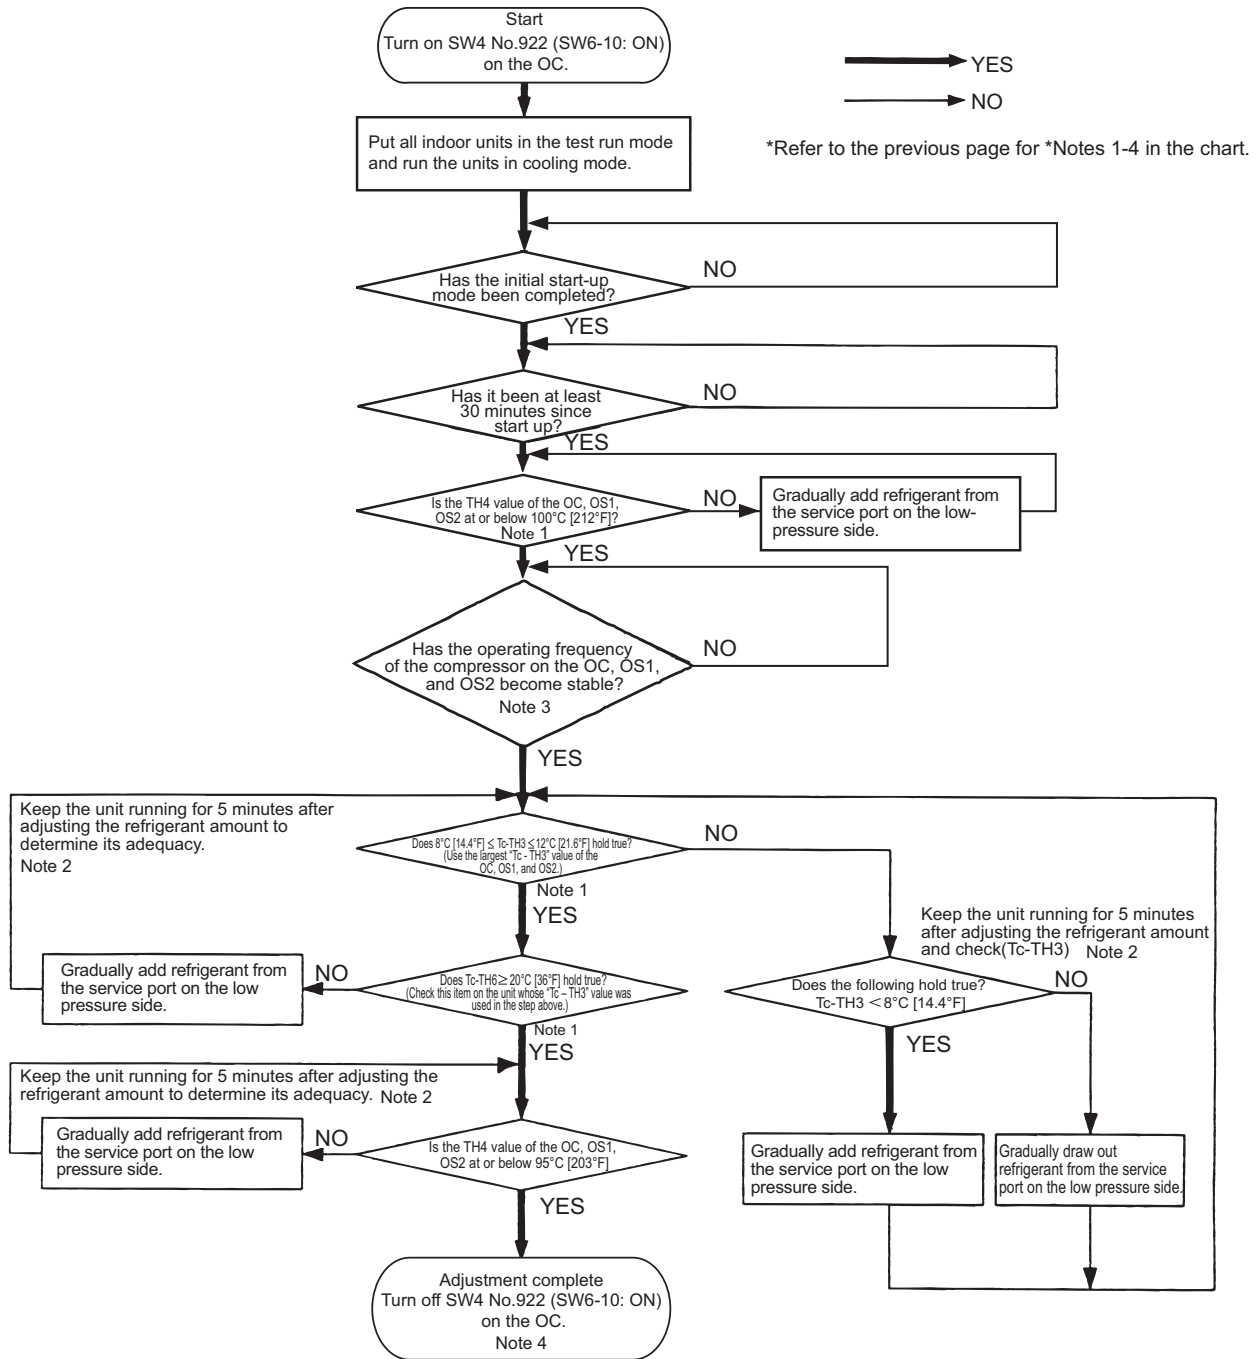 Start
Turn on SW4 No.922 (SW6-10: ON)
on the OC.
YES
NO
*Refer to the previous page for *Notes 1-4 in the chart.
Put all indoor units in the test run mode
and run the units in cooling mode.
Has the initial start-up
mode been completed?
NO
YES
Has it been at least
30 minutes since
start up?
NO
YES
Is the TH4 value of the OC, OS1,
OS2 at or below 100°C [212°F]?
Note 1
NO
Gradually add refrigerant from
the service port on the low-
pressure side.
YES
Has the operating frequency
of the compressor on the OC, OS1,
and OS2 become stable?
Note 3
NO
YES
Keep the unit running for 5 minutes after
adjusting the refrigerant amount to
determine its adequacy.
Note 2
Does 8°C [14.4°F] ≤ Tc-TH3 ≤12°C [21.6°F] hold true?
(Use the largest “Tc - TH3” value of the
OC, OS1, and OS2.)
Note 1
NO
YES
Keep the unit running for 5 minutes
after adjusting the refrigerant amount
and check(Tc-TH3) Note 2
Gradually add refrigerant from
the service port on the low
pressure side.
NO
Does Tc-TH6≥ 20°C [36°F] hold true?
(Check this item on the unit whose “Tc – TH3” value was
used in the step above.)
Note 1
YES
Does the following hold true?
Tc-TH3 <8°C [14.4°F]
NO
YES
Keep the unit running for 5 minutes after adjusting the
refrigerant amount to determine its adequacy. Note 2
Gradually add refrigerant from
the service port on the low
pressure side.
NO
Is the TH4 value of the OC, OS1,
OS2 at or below 95°C [203°F]
YES
Gradually add refrigerant from
the service port on the low
pressure side.
Gradually draw out
refrigerant from the service
port on the low pressure side.
Adjustment complete
Turn off SW4 No.922 (SW6-10: ON)
on the OC.
Note 4